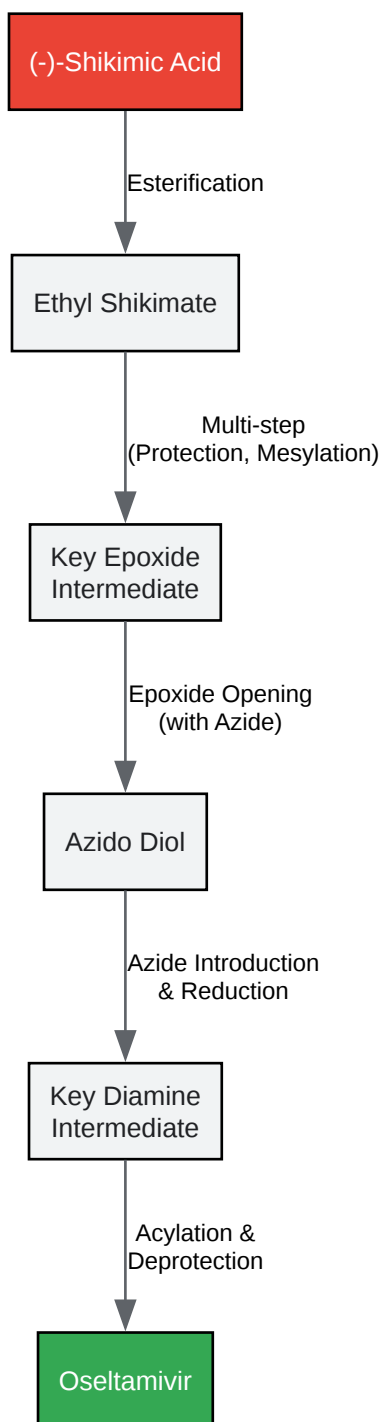 (-)-Shikimic Acid
Esterification
Ethyl Shikimate
Multi-step
(Protection, Mesylation)
Key Epoxide
Intermediate
Epoxide Opening
(with Azide)
Azido Diol
Azide Introduction
& Reduction
Key Diamine
Intermediate
Acylation &
Deprotection
Oseltamivir